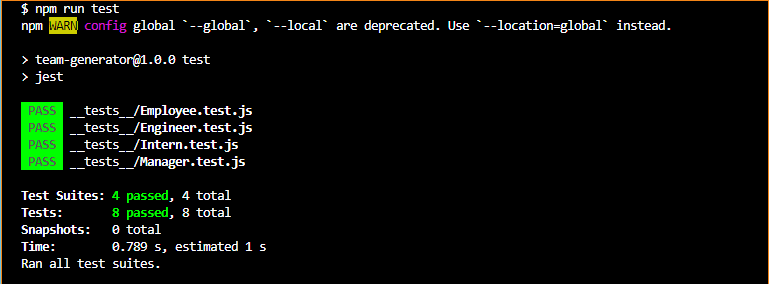 $ npm run test
npm WARN config global `--global`, `--local` are deprecated. Use `--location=global` instead.
> team-generator@1.0.0 test
> jest
PASS __tests__/Employee.test.js
PASS __tests__/Engineer.test.js
PASS __tests__/Intern.test.js
PASS __tests__/Manager.test.js
Test Suites: 4 passed, 4 total
Tests: 8 passed, 8 total
Snapshots: 0 total
Time: 0.789 s, estimated 1 s
Ran all test suites.